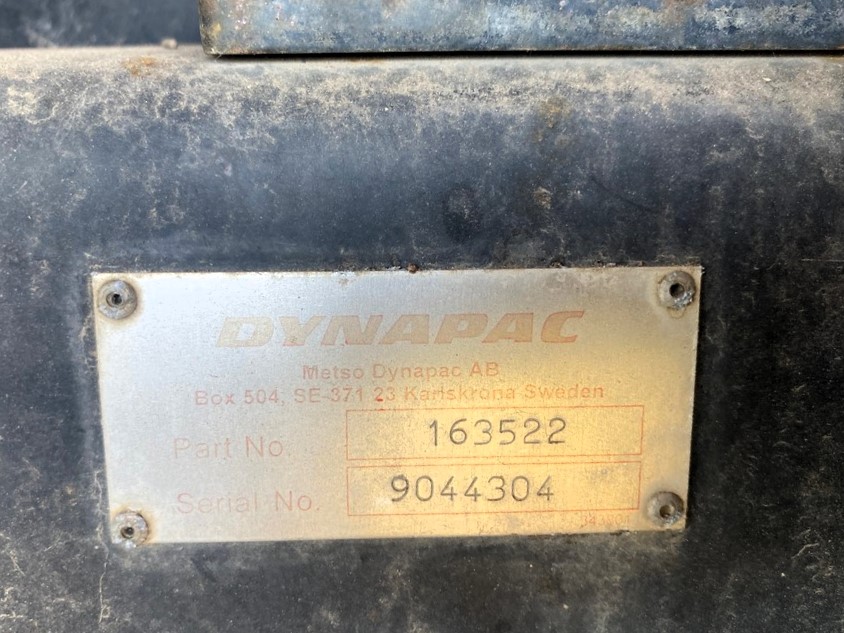 DYNAPAC
Metso Dynapac AB
Box 504, SE-371 23 Karlskrona Sweden
Part No. 163522
Serial No. 9044304